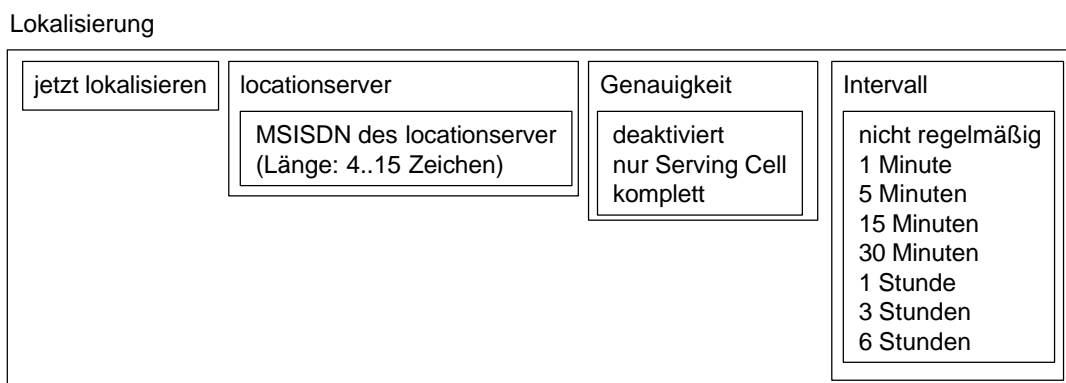 Lokalisierung
jetzt lokalisieren
locationserver
MSISDN des locationserver
(Länge: 4..15 Zeichen)
Genauigkeit
deaktiviert
nur Serving Cell
komplett
Intervall
nicht regelmäßig
1 Minute
5 Minuten
15 Minuten
30 Minuten
1 Stunde
3 Stunden
6 Stunden